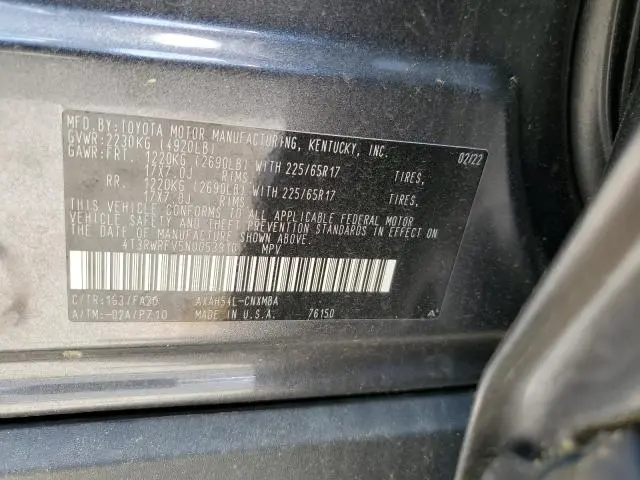 MFD.BY:TOYOTA MOTOR MANUFACTURING, KENTUCKY, INC.
GVWR:2230KG (4920LB) 02/22
GAWR:FRT. 1220KG (2690LB) WITH 225/65R17 TIRES,
17X7.0J RIMS,
RR. 1220KG (2690LB) WITH 225/65R17 TIRES,
17X7.0J RIMS,
THIS VEHICLE CONFORMS TO ALL APPLICABLE FEDERAL MOTOR
VEHICLE SAFETY AND THEFT PREVENTION STANDARDS IN EFFECT ON
THE DATE OF MANUFACTURE SHOWN ABOVE.
4T3RWRFV5NU053910 MPV
C/TR:1G3/FA20 AXAH54L-CNXMBA
A/TM:-02A/P710 MADE IN U.S.A. 76150 A